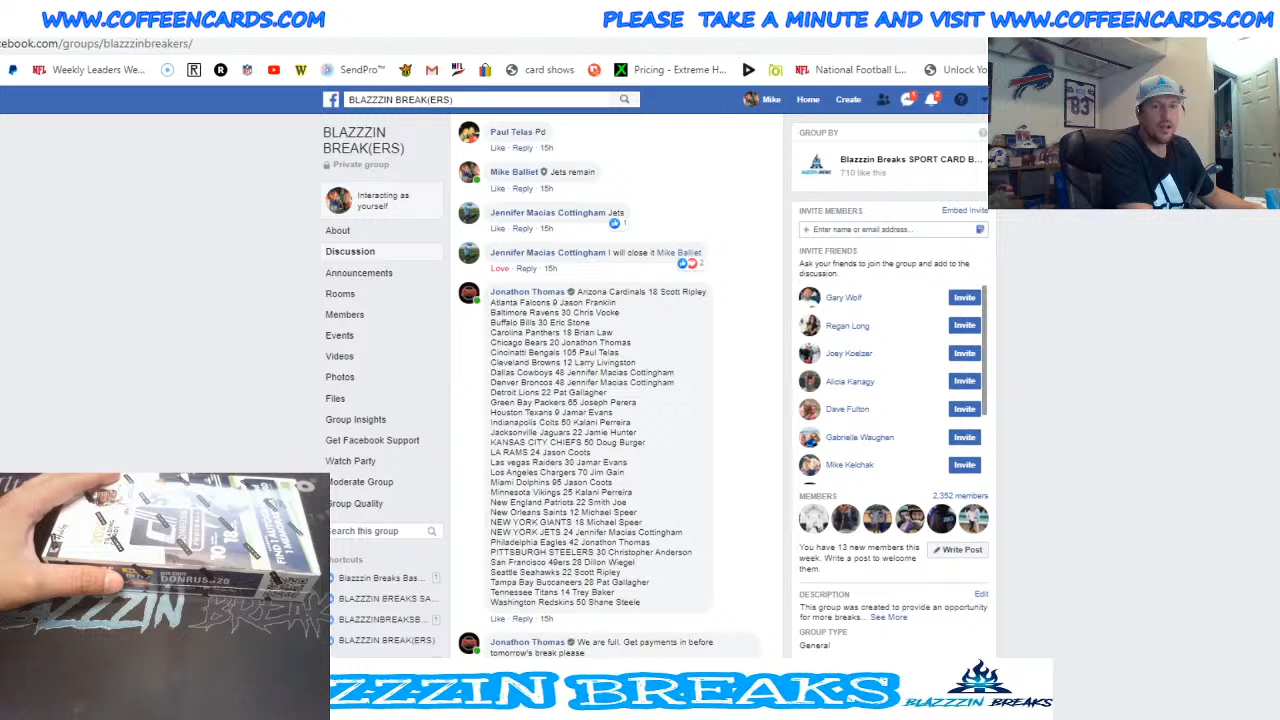 WWW.COFFEENCARDS.COM
PLEASE TAKE A MINUTE AND VISIT WWW.COFFEENCARDS.COM
cebook.com/groups/blazzzinbreakers/
Weekly Leaders We...
SendPro™
card shows
Pricing - Extreme H...
National Football L...
Unlock Yo
BLAZZZIN BREAK(ERS)
Mike
Home
Create
BLAZZZIN
BREAK(ERS)
Private group
Interacting as
yourself
About
Discussion
Announcements
Rooms
Members
Events
Videos
Photos
Files
Group Insights
Get Facebook Support
Watch Party
Moderate Group
Group Quality
Search this group
Shortcuts
Blazzzin Breaks Bas... 1
BLAZZZIN BREAKS SA...
BLAZZZINBREAKSB... 1
BLAZZZIN BREAK(ERS)
Paul Telas Pd
Like · Reply · 15h
Mike Balliet Jets remain
Like · Reply · 15h
Jennifer Macias Cottingham Jets
1
Like · Reply · 15h
Jennifer Macias Cottingham I will close it Mike Balliet
2
Love · Reply · 15h
Jonathon Thomas Arizona Cardinals 18 Scott Ripley
Atlanta Falcons 9 Jason Franklin
Baltimore Ravens 30 Chris Vooke
Buffalo Bills 30 Eric Stone
Carolina Panthers 18 Brian Law
Chicago Bears 20 Jonathon Thomas
Cincinatti Bengals 105 Paul Telas
Cleveland Browns 12 Larry Livingston
Dallas Cowboys 48 Jennifer Macias Cottingham
Denver Broncos 48 Jennifer Macias Cottingham
Detroit Lions 22 Pat Gallagher
Green Bay Packers 65 Joseph Perera
Houston Texans 9 Jamar Evans
Indianapolis Colts 50 Kalani Perreira
Jacksonville Jaguars 22 Jamie Hunter
KANSAS CITY CHIEFS 50 Doug Burger
LA RAMS 24 Jason Coots
Las vegas Raiders 30 Jamar Evans
Los Angeles Chargers 70 Jim Gain
Miami Dolphins 95 Jason Coots
Minnesota Vikings 25 Kalani Perreira
New England Patriots 22 Smith Joe
New Orleans Saints 12 Michael Speer
NEW YORK GIANTS 18 Michael Speer
NEW YORK JETS 24 Jennifer Macias Cottingham
Philadelphia Eagles 42 Jonathon Thomas
PITTSBURGH STEELERS 30 Christopher Anderson
San Francisco 49ers 28 Dillon Wiegel
Seattle Seahawks 22 Scott Ripley
Tampa Bay Buccaneers 28 Pat Gallagher
Tennessee Titans 14 Trey Baker
Washington Redskins 50 Shane Steele
Like · Reply · 15h
Jonathon Thomas We are full. Get payments in before
tomorrow's break please
GROUP BY
Blazzzin Breaks SPORT CARD B...
710 like this
INVITE MEMBERS
Embed Invite
Enter name or email address...
INVITE FRIENDS
Ask your friends to join the group and add to the
discussion.
Gary Wolf Invite
Regan Long Invite
Joey Koelzer Invite
Alicia Kanagy Invite
Dave Fulton Invite
Gabrielle Waughen Invite
Mike Kelchak Invite
MEMBERS
2,352 members
You have 13 new members this
week. Write a post to welcome
them.
Write Post
DESCRIPTION
Edit
This group was created to provide an opportunity
for more breaks... See More
GROUP TYPE
General
83
DONRUSS
BLAZZZIN BREAK
ZZZIN BREAKS
BLAZZZIN BREAKS